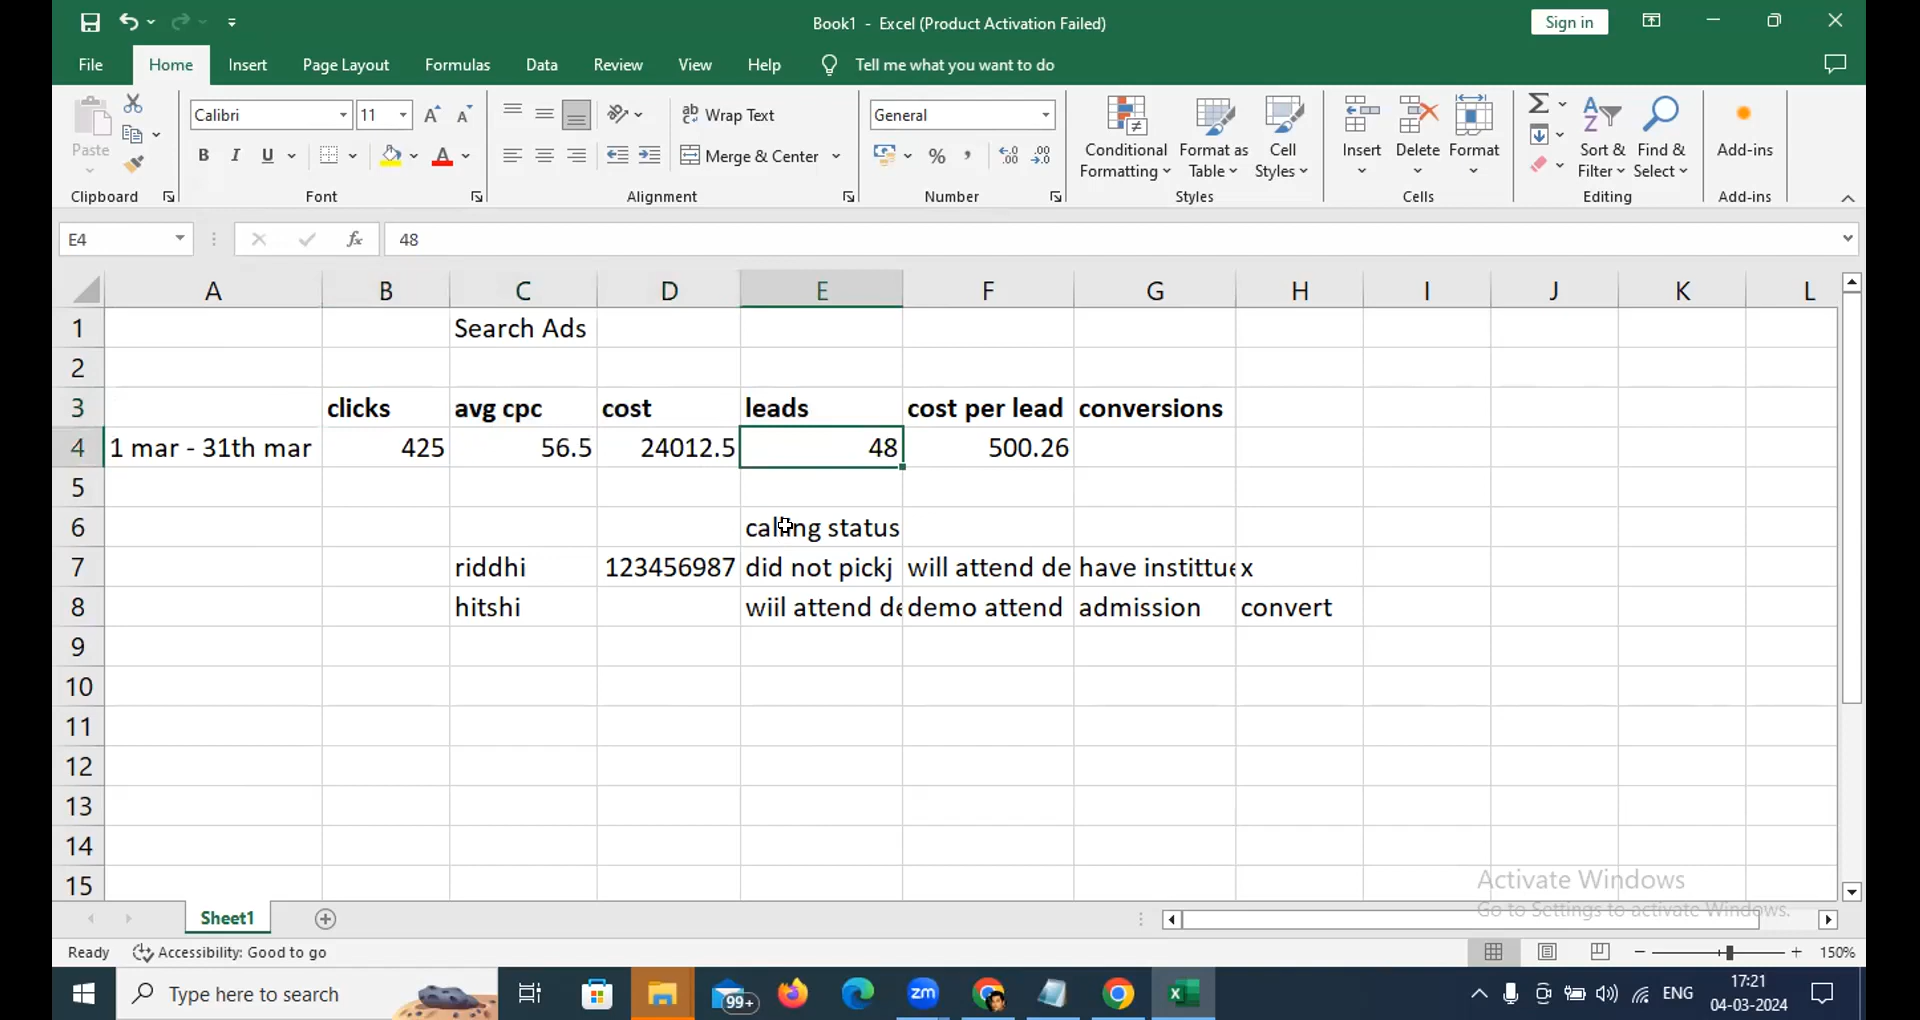 Book1 - Excel (Product Activation Failed)
Sign in
File Home Insert Page Layout Formulas Data Review View Help Tell me what you want to do
Paste
Clipboard
Calibri 11
B I U
Font
Wrap Text
Merge & Center
Alignment
General
Number
Conditional Formatting
Format as Table
Cell Styles
Styles
Insert
Delete
Format
Cells
Sort & Filter
Find & Select
Editing
Add-ins
Add-ins
E4 fx 48
A B C D E F G H I J K L
1 Search Ads
2
3 clicks avg cpc cost leads cost per lead conversions
4 1 mar - 31th mar 425 56.5 24012.5 48 500.26
5
6 calling status
7 riddhi 123456987 did not pickj will attend de have instittue x
8 hitshi wiil attend de demo attend admission convert
9
10
11
12
13
14
15
Activate Windows
Go to Settings to activate Windows.
Sheet1
Ready Accessibility: Good to go 150%
Type here to search
99+
zm
ENG
17:21
04-03-2024